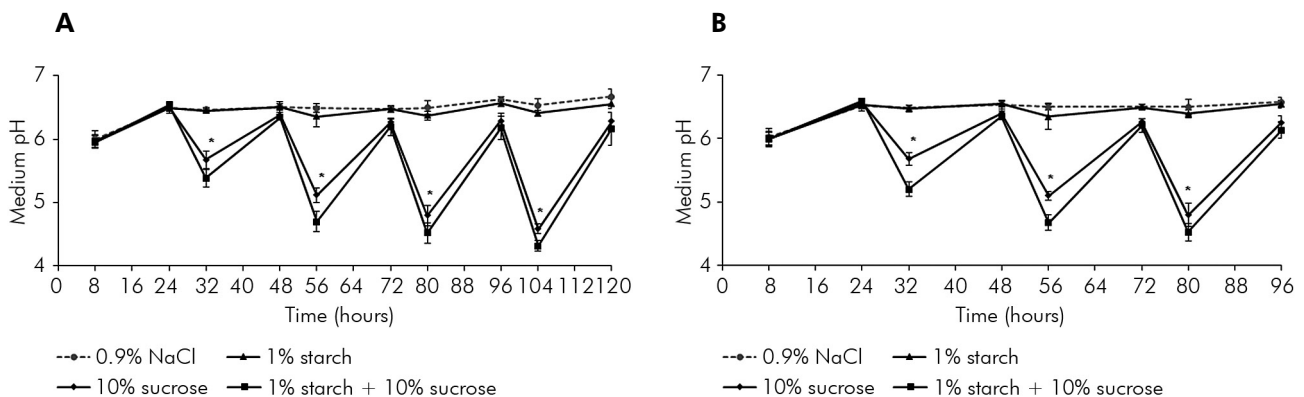 A
7
6
5
4
Medium pH
0 8 16 24 32 40 48 56 64 72 80 88 96 104 112 120
* * * *
Time (hours)
0.9% NaCl 1% starch
10% sucrose 1% starch + 10% sucrose
B
7
6
5
4
Medium pH
0 8 16 24 32 40 48 56 64 72 80 88 96
* * *
Time (hours)
0.9% NaCl 1% starch
10% sucrose 1% starch + 10% sucrose